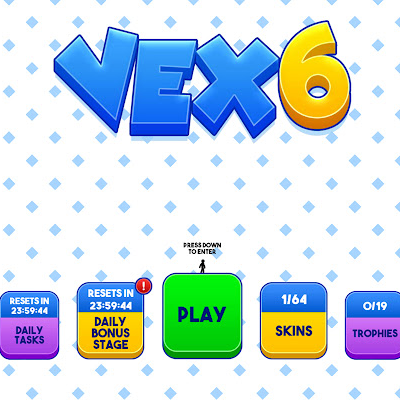 VEX6
PRESS DOWN
TO ENTER
RESETS IN
23:59:44
DAILY
TASKS
RESETS IN
23:59:44
!
DAILY
BONUS
STAGE
PLAY
1/64
SKINS
0/19
TROPHIES